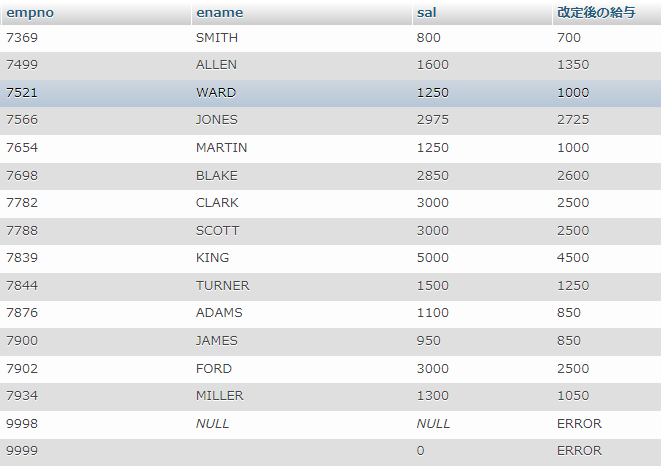 empno ename sal 改定後の給与
7369 SMITH 800 700
7499 ALLEN 1600 1350
7521 WARD 1250 1000
7566 JONES 2975 2725
7654 MARTIN 1250 1000
7698 BLAKE 2850 2600
7782 CLARK 3000 2500
7788 SCOTT 3000 2500
7839 KING 5000 4500
7844 TURNER 1500 1250
7876 ADAMS 1100 850
7900 JAMES 950 850
7902 FORD 3000 2500
7934 MILLER 1300 1050
9998 NULL NULL ERROR
9999 0 ERROR